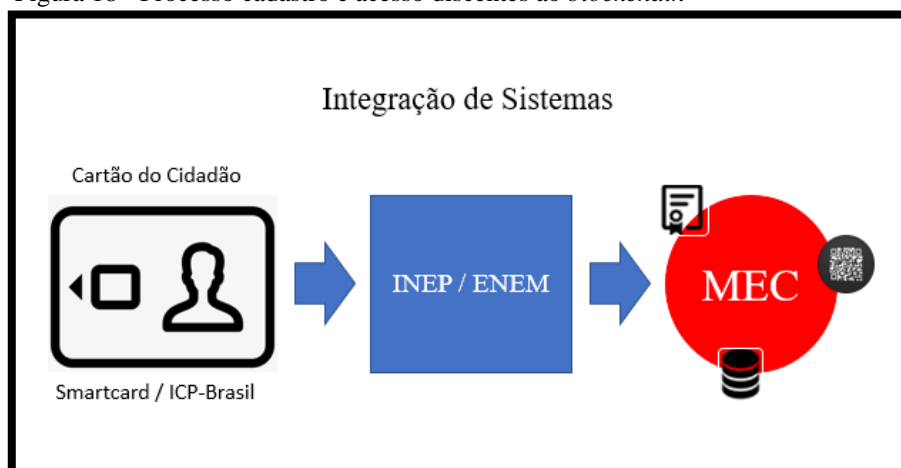 Integração de Sistemas
Cartão do Cidadão
INEP / ENEM
MEC
Smartcard / ICP-Brasil